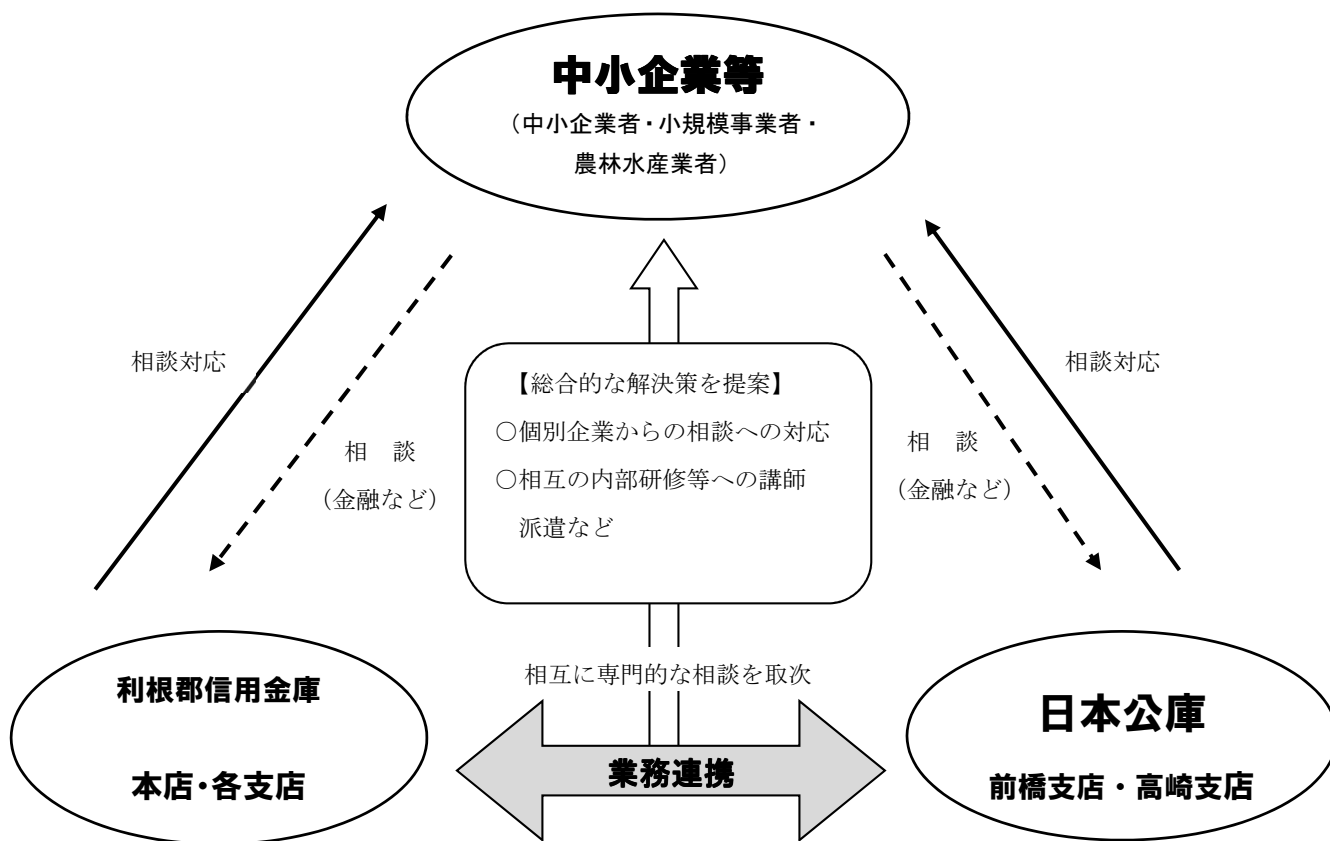 中小企業等
（中小企業者・小規模事業者・
農林水産業者）
相談対応
相　談
（金融など）
【総合的な解決策を提案】
○個別企業からの相談への対応
○相互の内部研修等への講師
派遣など
相談対応
相　談
（金融など）
相互に専門的な相談を取次
業務連携
利根郡信用金庫
本店・各支店
日本公庫
前橋支店・高崎支店